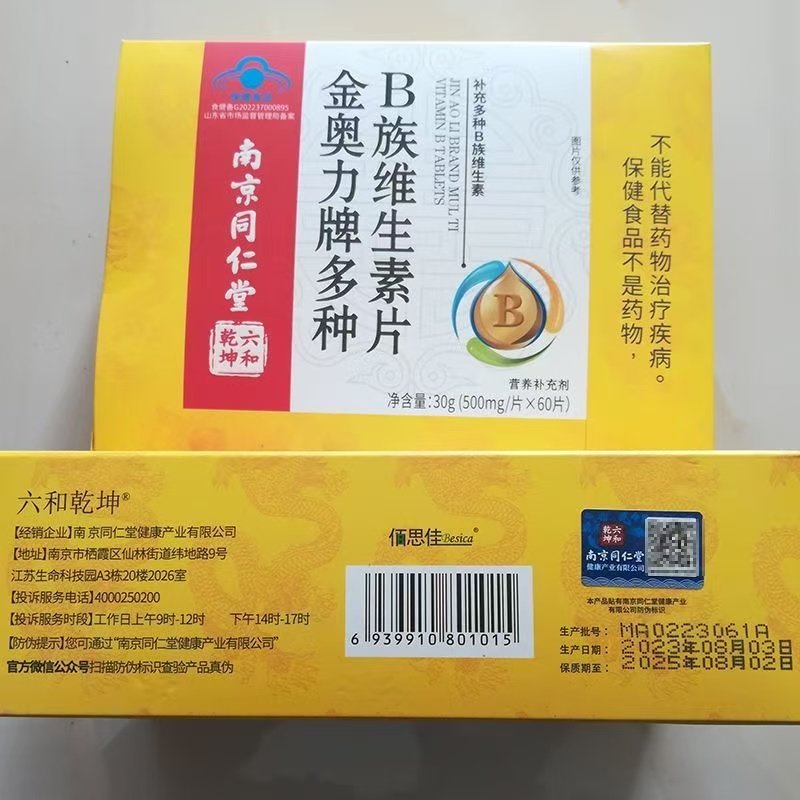 保健食品
食健备G202237000895
山东省市场监督管理局备案
南京同仁堂
六和
乾坤
金奥力牌多种
B族维生素片
JIN AO LI BRAND MUL TI
VITAMIN B TABLETS
补充多种B族维生素
图片仅供参考
B
营养补充剂
净含量:30g (500mg/片×60片)
保健食品不是药物,
不能代替药物治疗疾病。
六和乾坤®
【经销企业】南京同仁堂健康产业有限公司
【地址】南京市栖霞区仙林街道纬地路9号
江苏生命科技园A3栋20楼2026室
【投诉服务电话】4000250200
【投诉服务时段】工作日上午9时-12时 下午14时-17时
【防伪提示】您可通过“南京同仁堂健康产业有限公司”
官方微信公众号扫描防伪标识查验产品真伪
佰思佳Besica®
6 939910 801015
六和
乾坤
南京同仁堂
健康产业有限公司
本产品贴有南京同仁堂健康产业
有限公司防伪标识
生产批号: MA0223061A
生产日期: 2023年08月03日
保质期至: 2025年08月02日